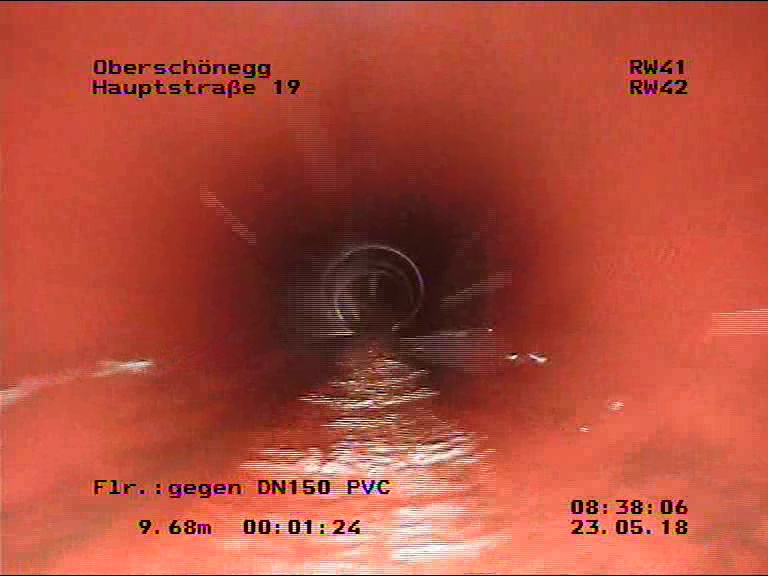 Oberschönegg
Hauptstraße 19
RW41
RW42
Flr.:gegen DN150 PVC
9.68m 00:01:24
08:38:06
23.05.18